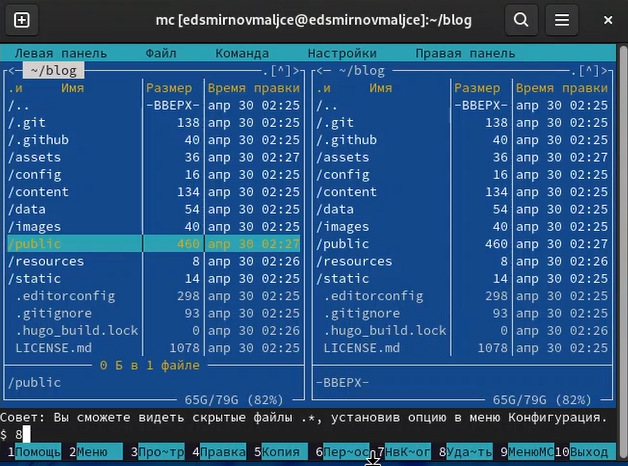 mc [edsmirnovmaljce@edsmirnovmaljce]:~/blog
Левая панель Файл Команда Настройки Правая панель
<─ ~/blog .[^]> <─ ~/blog .[^]>
.и Имя Размер Время правки .и Имя Размер Время правки
/.. -ВВЕРХ- апр 30 02:25 /.. -ВВЕРХ- апр 30 02:25
/.git 138 апр 30 02:25 /.git 138 апр 30 02:25
/.github 40 апр 30 02:25 /.github 40 апр 30 02:25
/assets 36 апр 30 02:27 /assets 36 апр 30 02:27
/config 16 апр 30 02:25 /config 16 апр 30 02:25
/content 134 апр 30 02:25 /content 134 апр 30 02:25
/data 54 апр 30 02:25 /data 54 апр 30 02:25
/images 40 апр 30 02:25 /images 40 апр 30 02:25
/public 460 апр 30 02:27 /public 460 апр 30 02:27
/resources 8 апр 30 02:26 /resources 8 апр 30 02:26
/static 14 апр 30 02:25 /static 14 апр 30 02:25
.editorconfig 298 апр 30 02:25 .editorconfig 298 апр 30 02:25
.gitignore 93 апр 30 02:25 .gitignore 93 апр 30 02:25
.hugo_build.lock 0 апр 30 02:26 .hugo_build.lock 0 апр 30 02:26
LICENSE.md 1078 апр 30 02:25 LICENSE.md 1078 апр 30 02:25
0 Б в 1 файле
/public -ВВЕРХ-
65G/79G (82%) 65G/79G (82%)
Совет: Вы сможете видеть скрытые файлы .*, установив опцию в меню Конфигурация.
$ 8
1Помощь 2Меню 3Про~тр 4Правка 5Копия 6Пер~ос 7НвК~ог 8Уда~ть 9МенюMC 10Выход